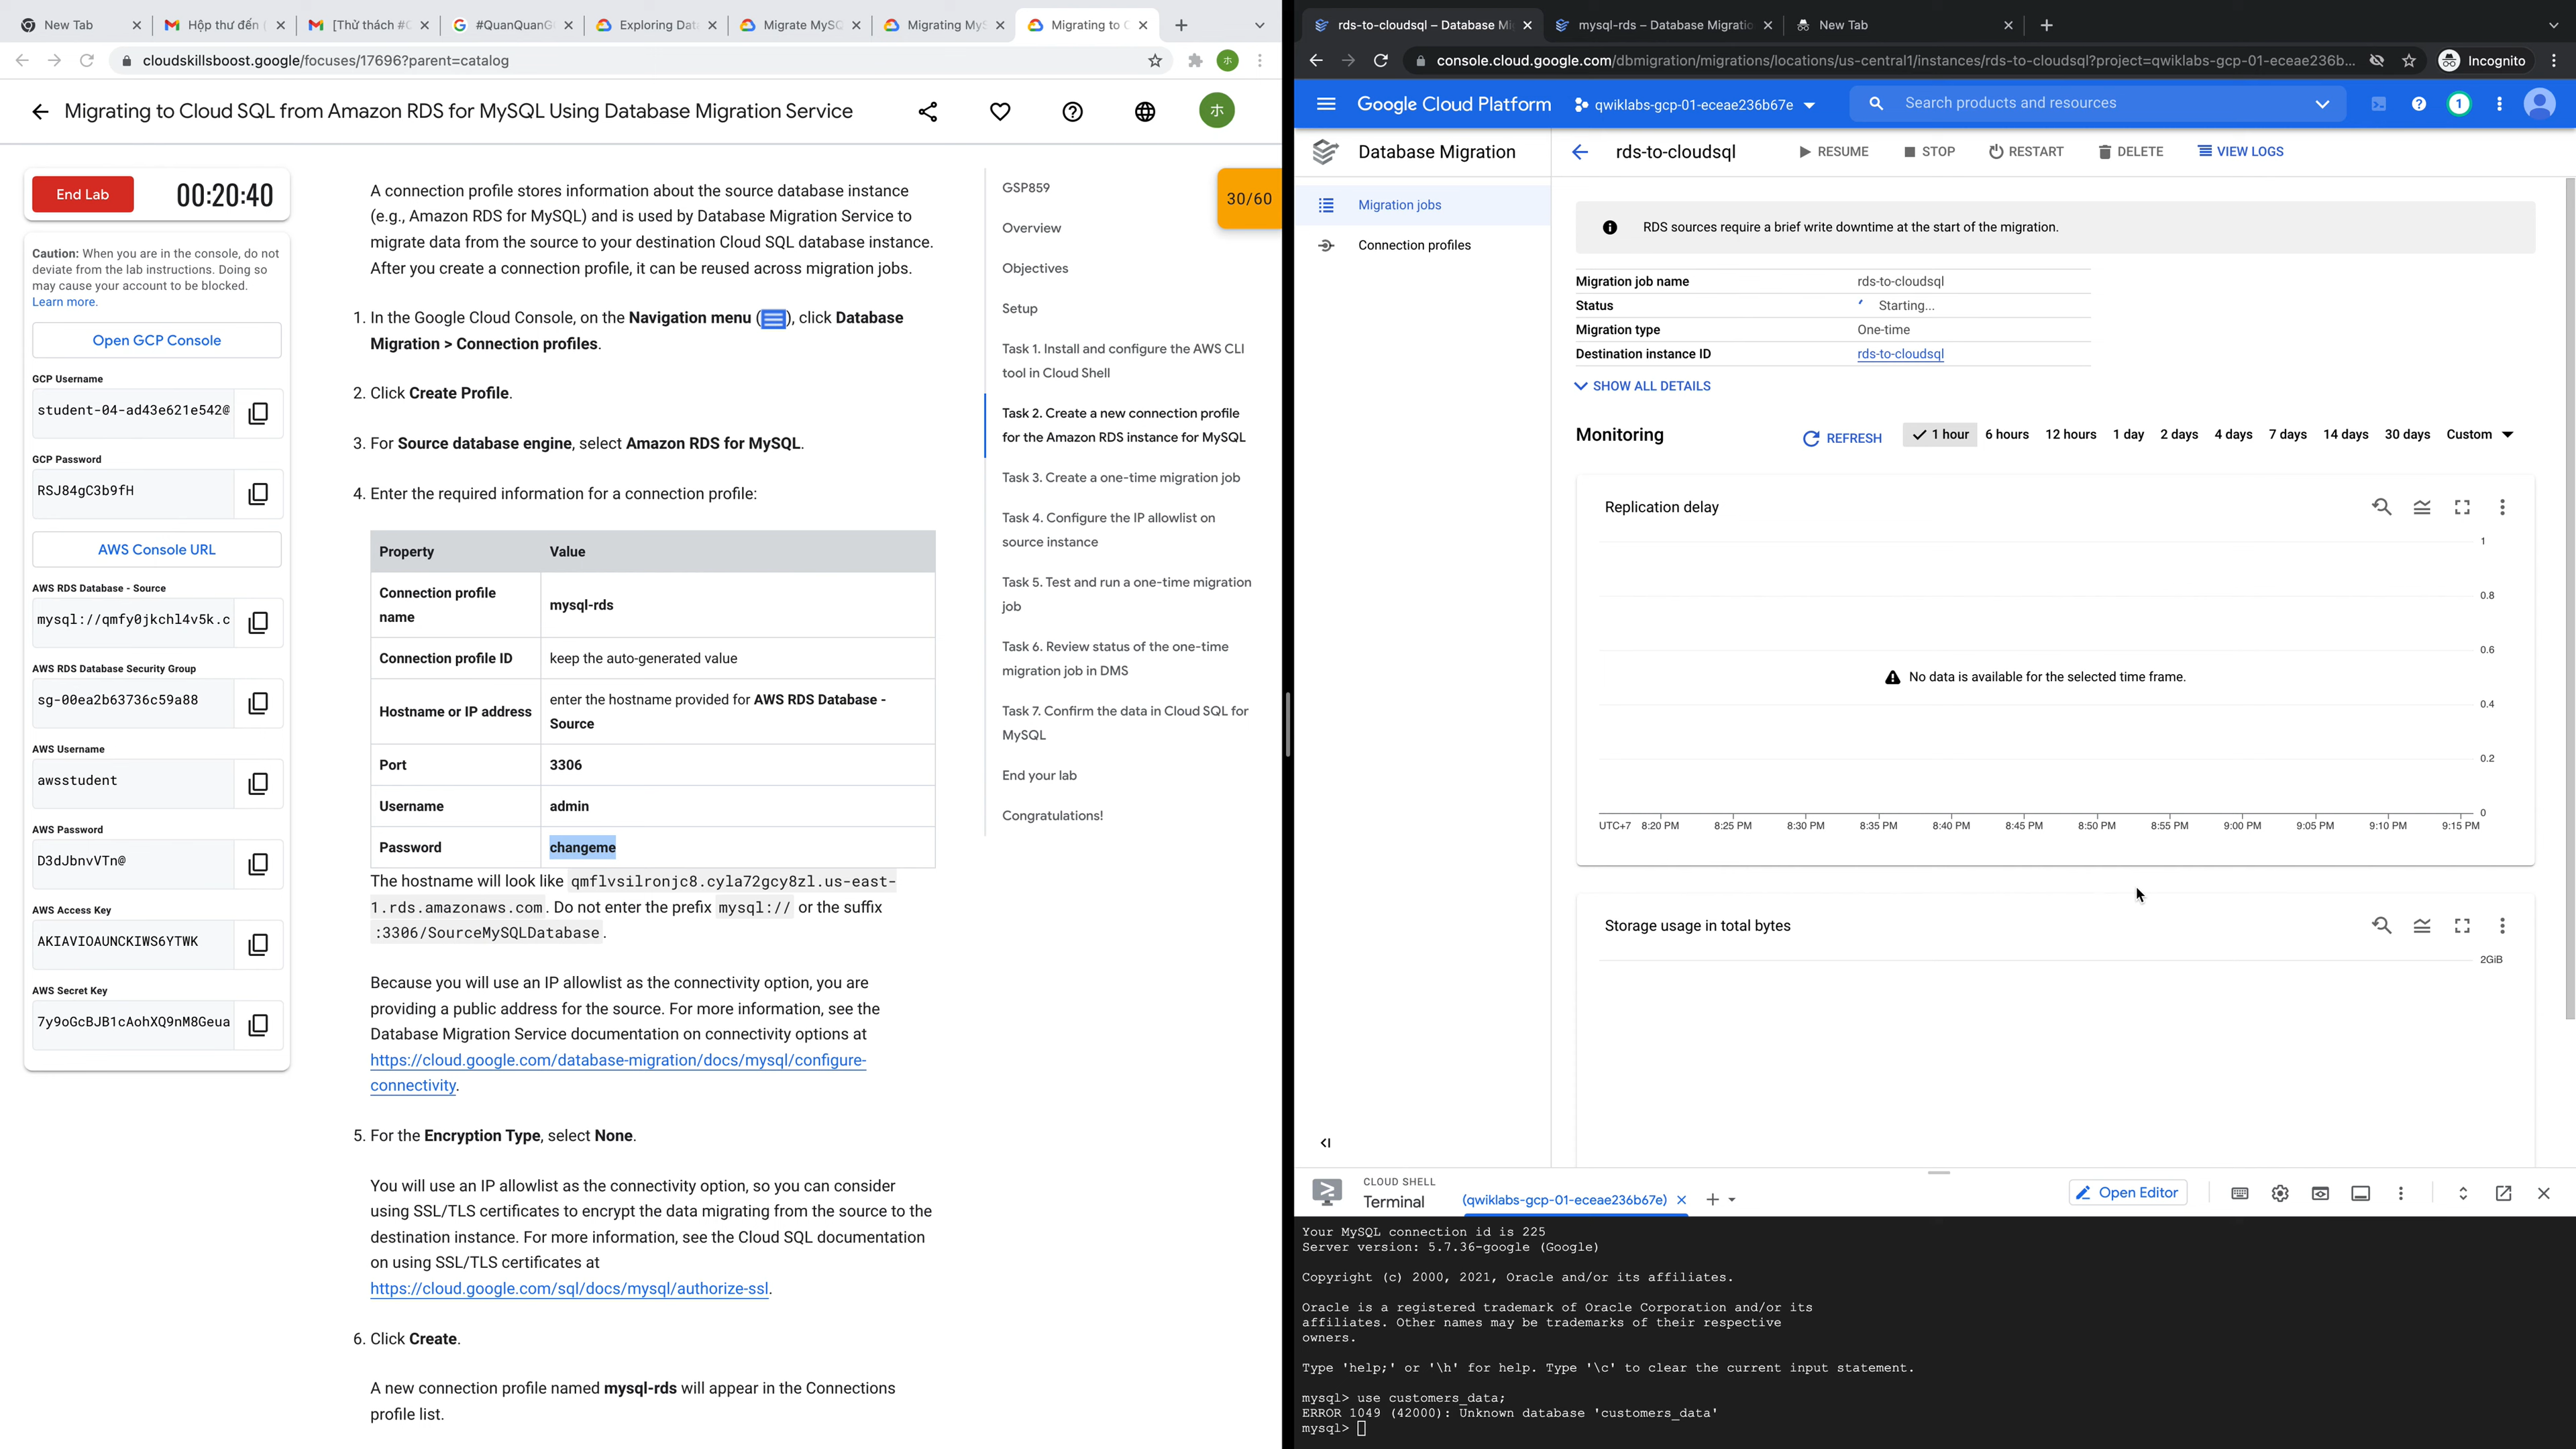 New Tab
Hộp thư đến (
[Thử thách #C
#QuanQuanG
Exploring Dat
Migrate MySQ
Migrating MyS
Migrating to C
cloudskillsboost.google/focuses/17696?parent=catalog
ホ
Migrating to Cloud SQL from Amazon RDS for MySQL Using Database Migration Service
ホ
End Lab
00:20:40
Caution: When you are in the console, do not
deviate from the lab instructions. Doing so
may cause your account to be blocked.
Learn more.
Open GCP Console
GCP Username
student-04-ad43e621e542@
GCP Password
RSJ84gC3b9fH
AWS Console URL
AWS RDS Database - Source
mysql://qmfy0jkchl4v5k.c
AWS RDS Database Security Group
sg-00ea2b63736c59a88
AWS Username
awsstudent
AWS Password
D3dJbnvVTn@
AWS Access Key
AKIAVIOAUNCKIWS6YTWK
AWS Secret Key
7y9oGcBJB1cAohXQ9nM8Geua
A connection profile stores information about the source database instance
(e.g., Amazon RDS for MySQL) and is used by Database Migration Service to
migrate data from the source to your destination Cloud SQL database instance.
After you create a connection profile, it can be reused across migration jobs.
1. In the Google Cloud Console, on the Navigation menu ( ), click Database
Migration > Connection profiles.
2. Click Create Profile.
3. For Source database engine, select Amazon RDS for MySQL.
4. Enter the required information for a connection profile:
Property Value
Connection profile
name
mysql-rds
Connection profile ID keep the auto-generated value
Hostname or IP address
enter the hostname provided for AWS RDS Database -
Source
Port 3306
Username admin
Password changeme
The hostname will look like qmflvsilronjc8.cyla72gcy8zl.us-east-
1.rds.amazonaws.com. Do not enter the prefix mysql:// or the suffix
:3306/SourceMySQLDatabase.
Because you will use an IP allowlist as the connectivity option, you are
providing a public address for the source. For more information, see the
Database Migration Service documentation on connectivity options at
https://cloud.google.com/database-migration/docs/mysql/configure-
connectivity.
5. For the Encryption Type, select None.
You will use an IP allowlist as the connectivity option, so you can consider
using SSL/TLS certificates to encrypt the data migrating from the source to the
destination instance. For more information, see the Cloud SQL documentation
on using SSL/TLS certificates at
https://cloud.google.com/sql/docs/mysql/authorize-ssl.
6. Click Create.
A new connection profile named mysql-rds will appear in the Connections
profile list.
30/60
GSP859
Overview
Objectives
Setup
Task 1. Install and configure the AWS CLI
tool in Cloud Shell
Task 2. Create a new connection profile
for the Amazon RDS instance for MySQL
Task 3. Create a one-time migration job
Task 4. Configure the IP allowlist on
source instance
Task 5. Test and run a one-time migration
job
Task 6. Review status of the one-time
migration job in DMS
Task 7. Confirm the data in Cloud SQL for
MySQL
End your lab
Congratulations!
rds-to-cloudsql – Database Mi
mysql-rds – Database Migratio
New Tab
console.cloud.google.com/dbmigration/migrations/locations/us-central1/instances/rds-to-cloudsql?project=qwiklabs-gcp-01-eceae236b...
Incognito
Google Cloud Platform
qwiklabs-gcp-01-eceae236b67e
Search products and resources
1
Database Migration
rds-to-cloudsql
RESUME
STOP
RESTART
DELETE
VIEW LOGS
Migration jobs
Connection profiles
RDS sources require a brief write downtime at the start of the migration.
Migration job name rds-to-cloudsql
Status Starting...
Migration type One-time
Destination instance ID rds-to-cloudsql
SHOW ALL DETAILS
Monitoring
REFRESH
1 hour 6 hours 12 hours 1 day 2 days 4 days 7 days 14 days 30 days Custom
Replication delay
1
0.8
0.6
No data is available for the selected time frame.
0.4
0.2
0
UTC+7 8:20 PM 8:25 PM 8:30 PM 8:35 PM 8:40 PM 8:45 PM 8:50 PM 8:55 PM 9:00 PM 9:05 PM 9:10 PM 9:15 PM
Storage usage in total bytes
2GiB
CLOUD SHELL
Terminal
(qwiklabs-gcp-01-eceae236b67e)
Open Editor
Your MySQL connection id is 225
Server version: 5.7.36-google (Google)
Copyright (c) 2000, 2021, Oracle and/or its affiliates.
Oracle is a registered trademark of Oracle Corporation and/or its
affiliates. Other names may be trademarks of their respective
owners.
Type 'help;' or '\h' for help. Type '\c' to clear the current input statement.
mysql> use customers_data;
ERROR 1049 (42000): Unknown database 'customers_data'
mysql>